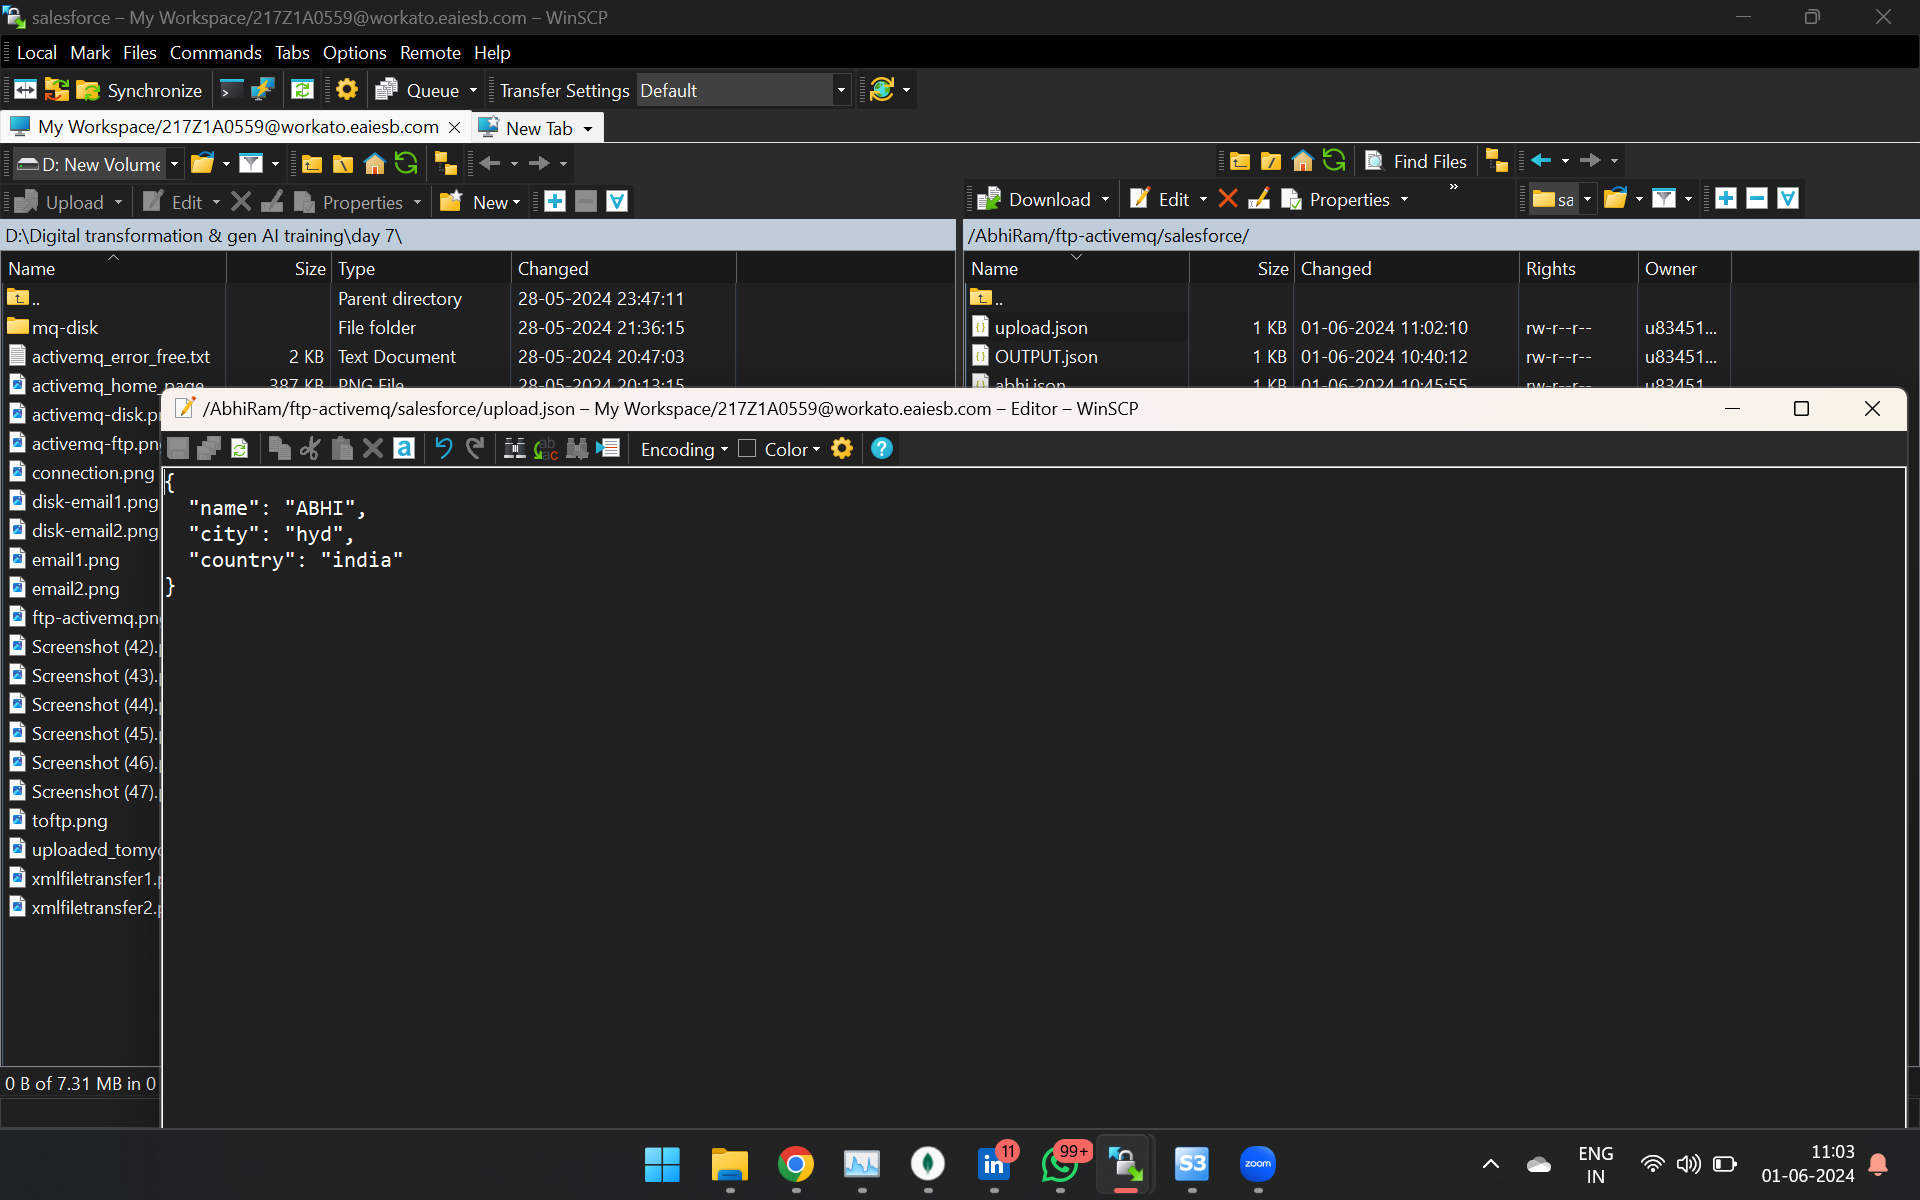 salesforce – My Workspace/217Z1A0559@workato.eaiesb.com – WinSCP
Local Mark Files Commands Tabs Options Remote Help
Synchronize Queue Transfer Settings Default
My Workspace/217Z1A0559@workato.eaiesb.com New Tab
D: New Volume Find Files
Upload Edit Properties New Download Edit Properties » sa
D:\Digital transformation & gen AI training\day 7\ /AbhiRam/ftp-activemq/salesforce/
Name Size Type Changed Name Size Changed Rights Owner
.. Parent directory 28-05-2024 23:47:11 ..
mq-disk File folder 28-05-2024 21:36:15 upload.json 1 KB 01-06-2024 11:02:10 rw-r--r-- u83451...
activemq_error_free.txt 2 KB Text Document 28-05-2024 20:47:03 OUTPUT.json 1 KB 01-06-2024 10:40:12 rw-r--r-- u83451...
activemq_home_page 387 KB PNG File 28-05-2024 20:13:15 abhi.json 1 KB 01-06-2024 10:45:55 rw-r--r-- u83451
/AbhiRam/ftp-activemq/salesforce/upload.json – My Workspace/217Z1A0559@workato.eaiesb.com – Editor – WinSCP
Encoding Color
{
"name": "ABHI",
"city": "hyd",
"country": "india"
}
activemq-disk.p
activemq-ftp.pn
connection.png
disk-email1.png
disk-email2.png
email1.png
email2.png
ftp-activemq.pn
Screenshot (42).
Screenshot (43).
Screenshot (44).
Screenshot (45).
Screenshot (46).
Screenshot (47).
toftp.png
uploaded_tomy
xmlfiletransfer1.
xmlfiletransfer2.
0 B of 7.31 MB in 0
11 99+ S3 zoom
ENG
IN
11:03
01-06-2024